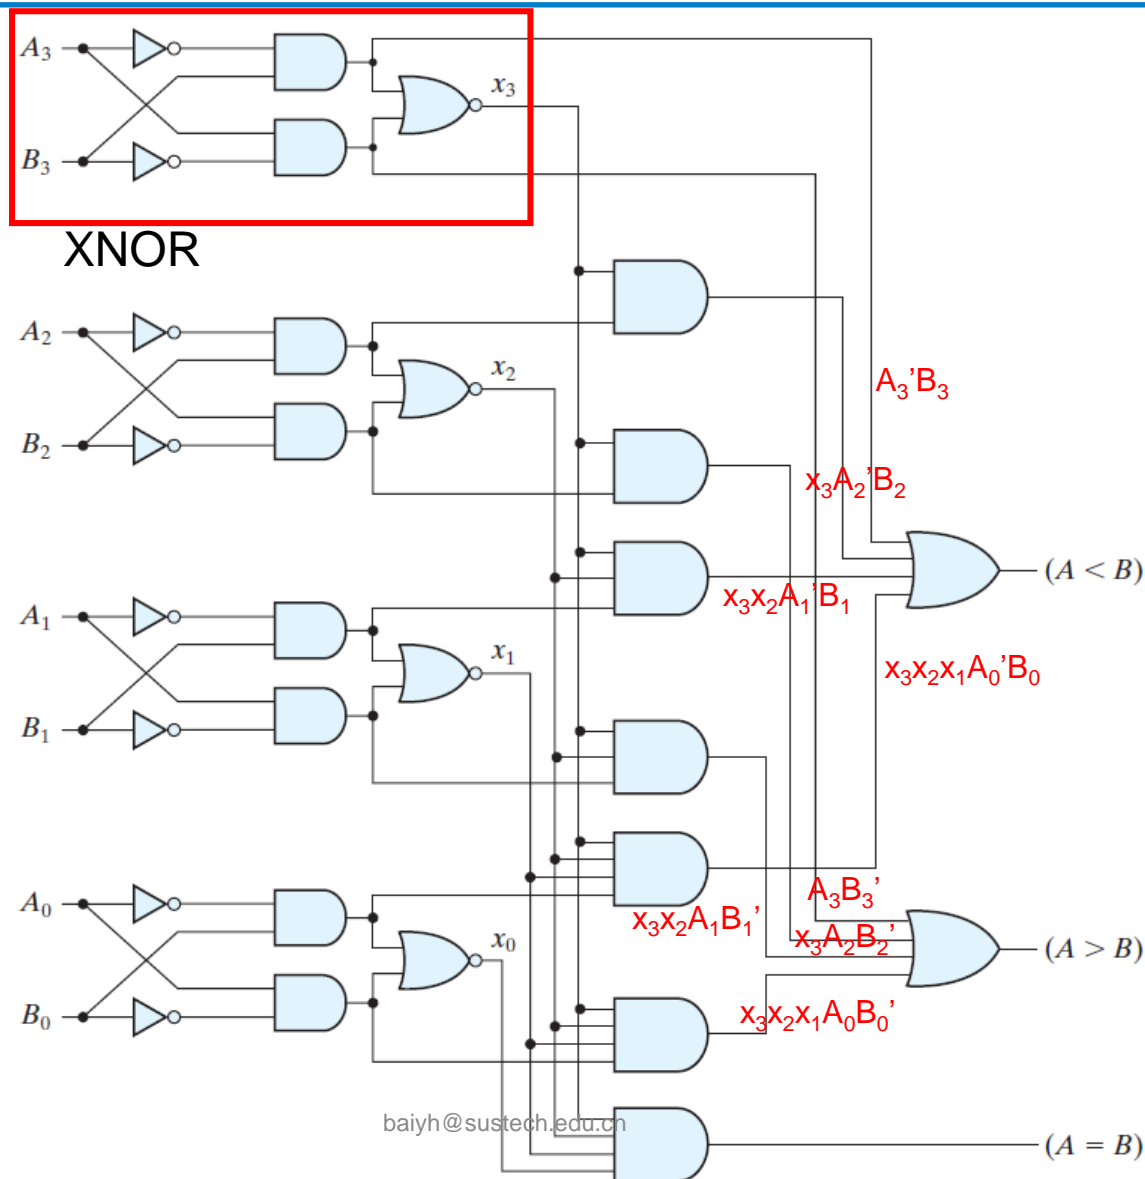 A₃
x₃
B₃
XNOR
A₂
x₂
A₃’B₃
B₂
x₃A₂’B₂
(A < B)
x₃x₂A₁’B₁
A₁
x₁
x₃x₂x₁A₀’B₀
B₁
A₀
A₃B₃’
x₃x₂A₁B₁’
x₃A₂B₂’
x₀
(A > B)
B₀
x₃x₂x₁A₀B₀’
baiyh@sustech.edu.cn
(A = B)